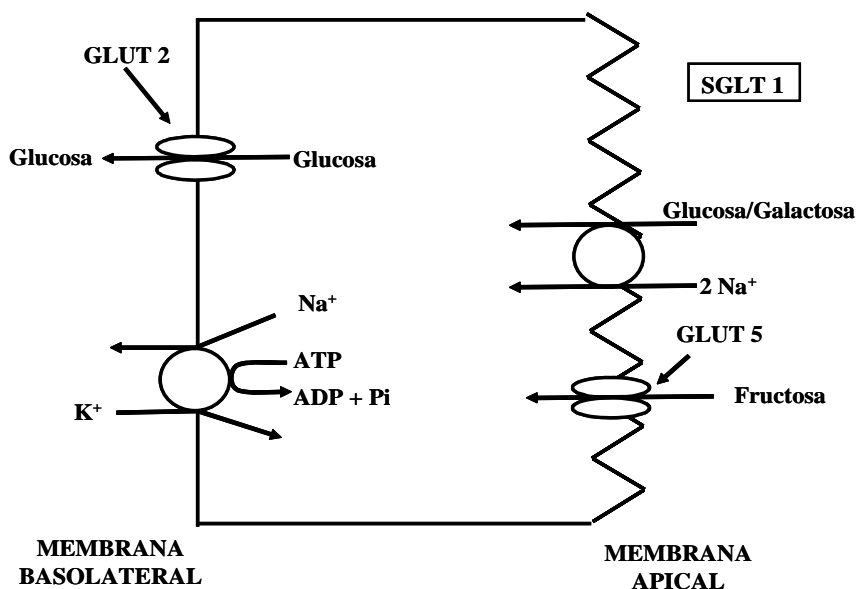 GLUT 2
SGLT 1
Glucosa
Glucosa
Glucosa/Galactosa
2 Na⁺
Na⁺
GLUT 5
ATP
ADP + Pi
K⁺
Fructosa
MEMBRANA
BASOLATERAL
MEMBRANA
APICAL